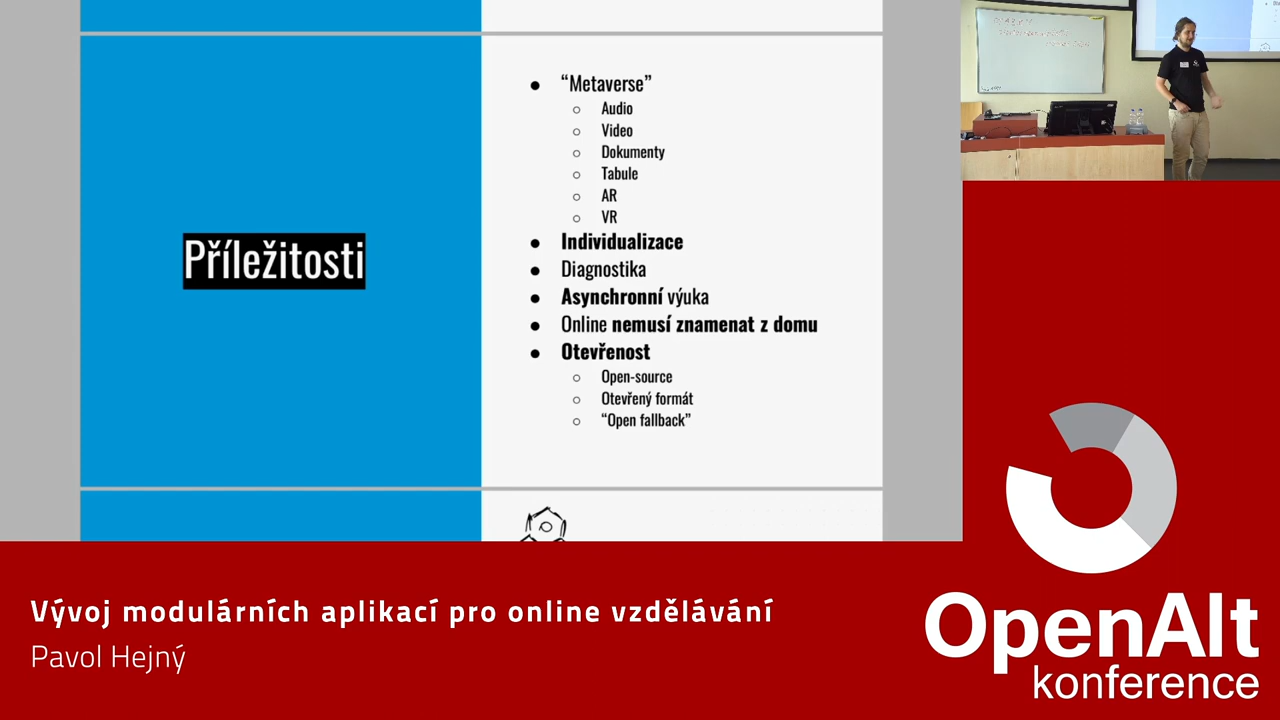 Příležitosti
“Metaverse”
Audio
Video
Dokumenty
Tabule
AR
VR
Individualizace
Diagnostika
Asynchronní výuka
Online nemusí znamenat z domu
Otevřenost
Open-source
Otevřený formát
“Open fallback”
Vývoj modulárních aplikací pro online vzdělávání
Pavol Hejný
OpenAlt
konference